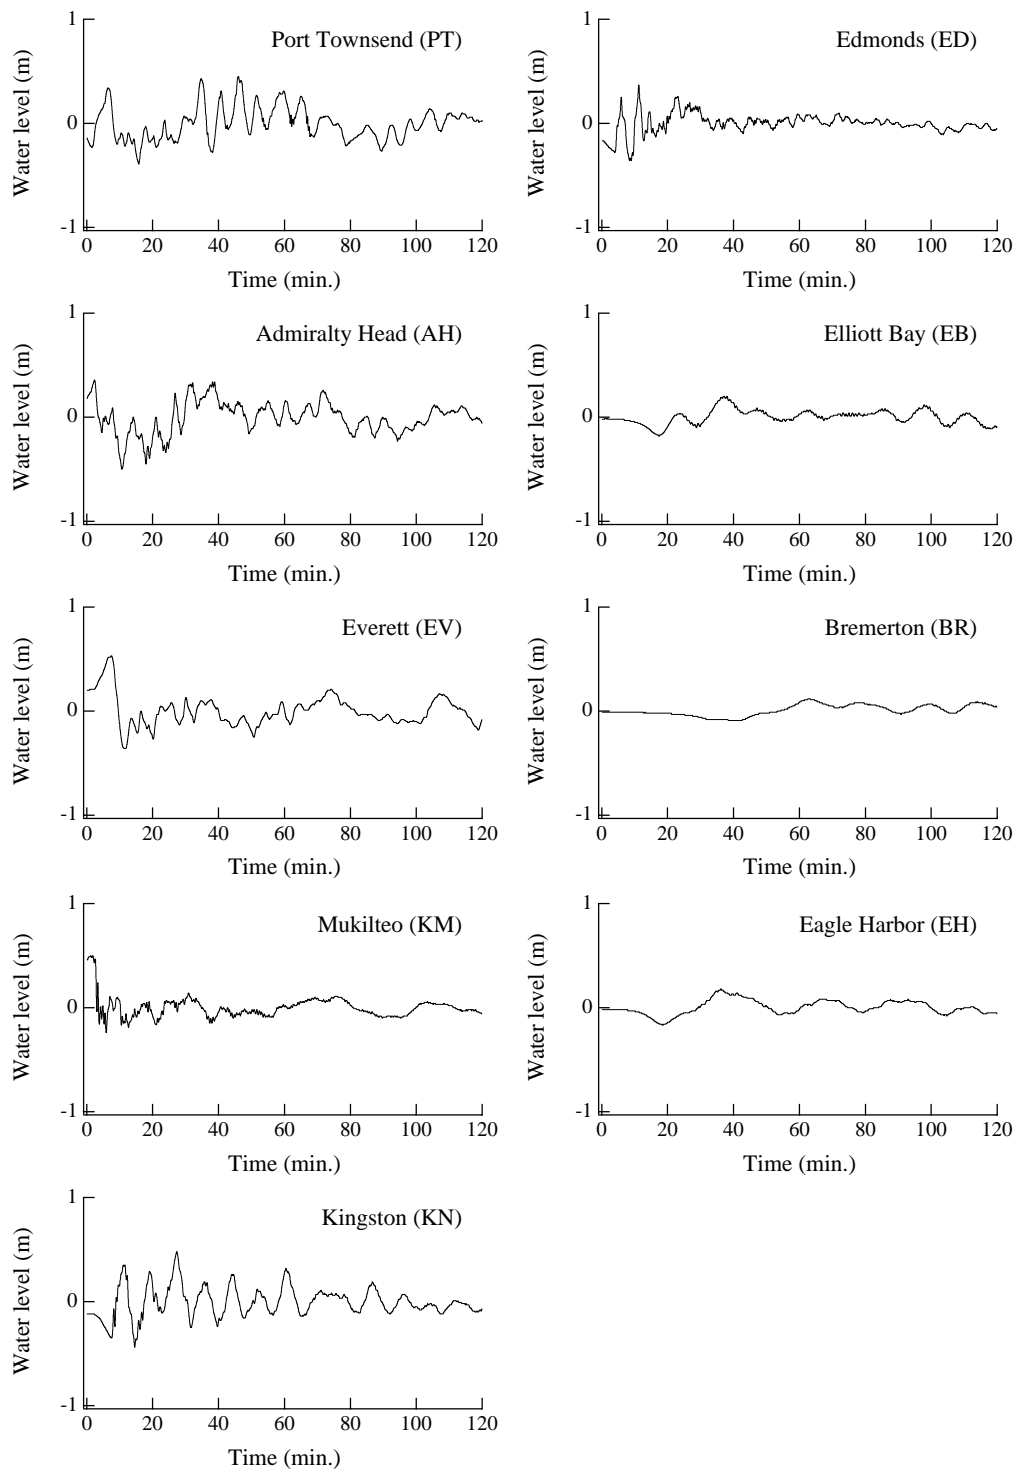 Port Townsend (PT)
Water level (m)
1
0
-1
0 20 40 60 80 100 120
Time (min.)
Edmonds (ED)
Water level (m)
1
0
-1
0 20 40 60 80 100 120
Time (min.)
Admiralty Head (AH)
Water level (m)
1
0
-1
0 20 40 60 80 100 120
Time (min.)
Elliott Bay (EB)
Water level (m)
1
0
-1
0 20 40 60 80 100 120
Time (min.)
Everett (EV)
Water level (m)
1
0
-1
0 20 40 60 80 100 120
Time (min.)
Bremerton (BR)
Water level (m)
1
0
-1
0 20 40 60 80 100 120
Time (min.)
Mukilteo (KM)
Water level (m)
1
0
-1
0 20 40 60 80 100 120
Time (min.)
Eagle Harbor (EH)
Water level (m)
1
0
-1
0 20 40 60 80 100 120
Time (min.)
Kingston (KN)
Water level (m)
1
0
-1
0 20 40 60 80 100 120
Time (min.)